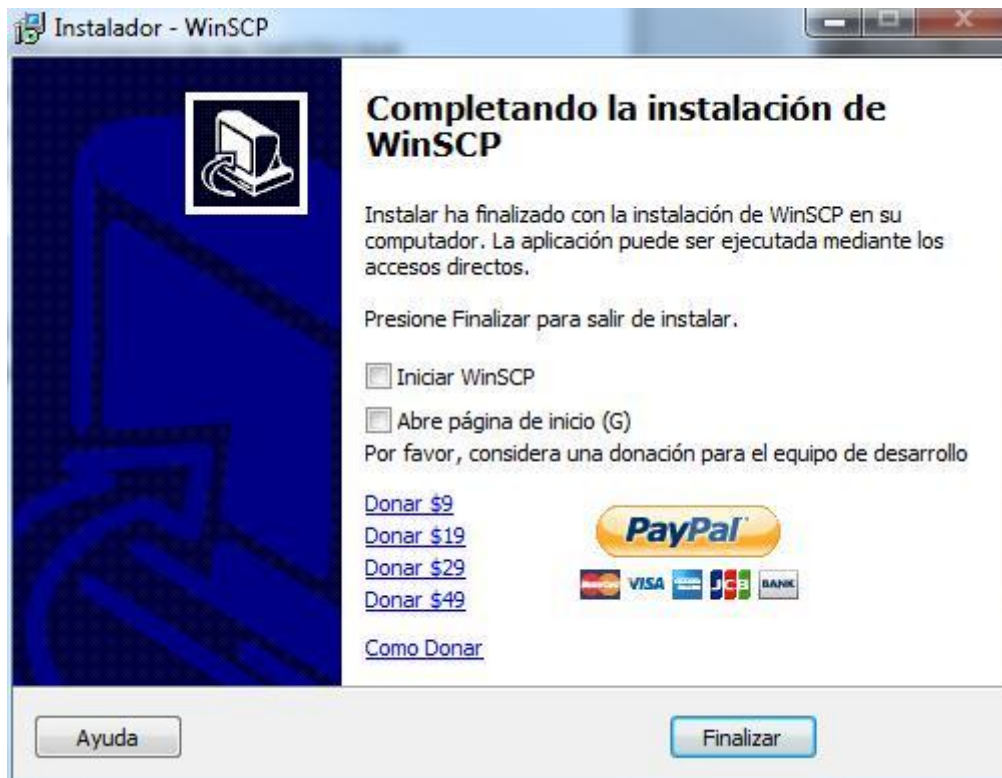 Instalador - WinSCP
Completando la instalación de
WinSCP
Instalar ha finalizado con la instalación de WinSCP en su
computador. La aplicación puede ser ejecutada mediante los
accesos directos.
Presione Finalizar para salir de instalar.
Iniciar WinSCP
Abre página de inicio (G)
Por favor, considera una donación para el equipo de desarrollo
Donar $9
Donar $19
Donar $29
Donar $49
PayPal
VISA
JCB
BANK
Como Donar
Ayuda
Finalizar